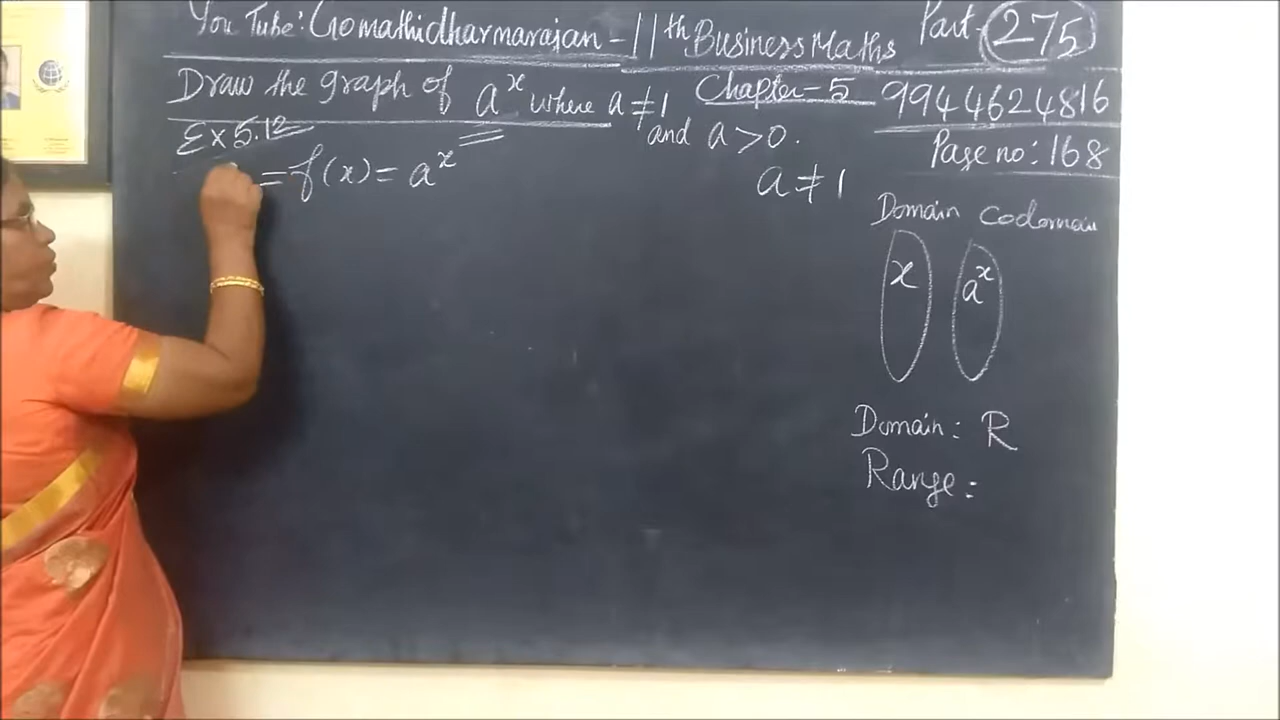 You Tube: Gomathidharmarajan - 11th Business Maths Part - 275
Draw the graph of a^x where a ≠ 1 Chapter - 5 9944624816
and a > 0.
Ex 5.12 Page no: 168
= f(x) = a^x a ≠ 1
Domain Codomain
x a^x
Domain: R
Range: